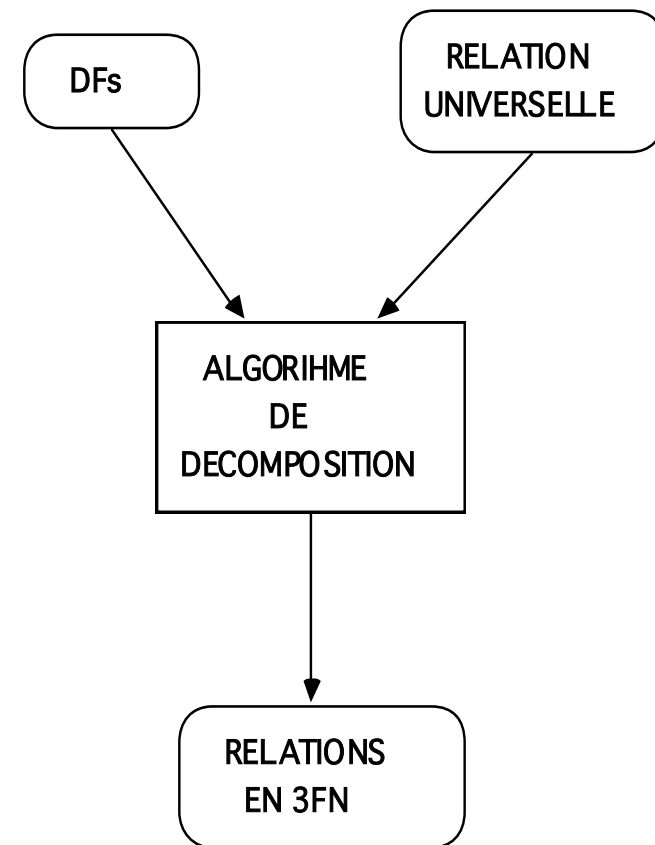 DFs
RELATION
UNIVERSELLE
ALGORIHME
DE
DECOMPOSITION
RELATIONS
EN 3FN